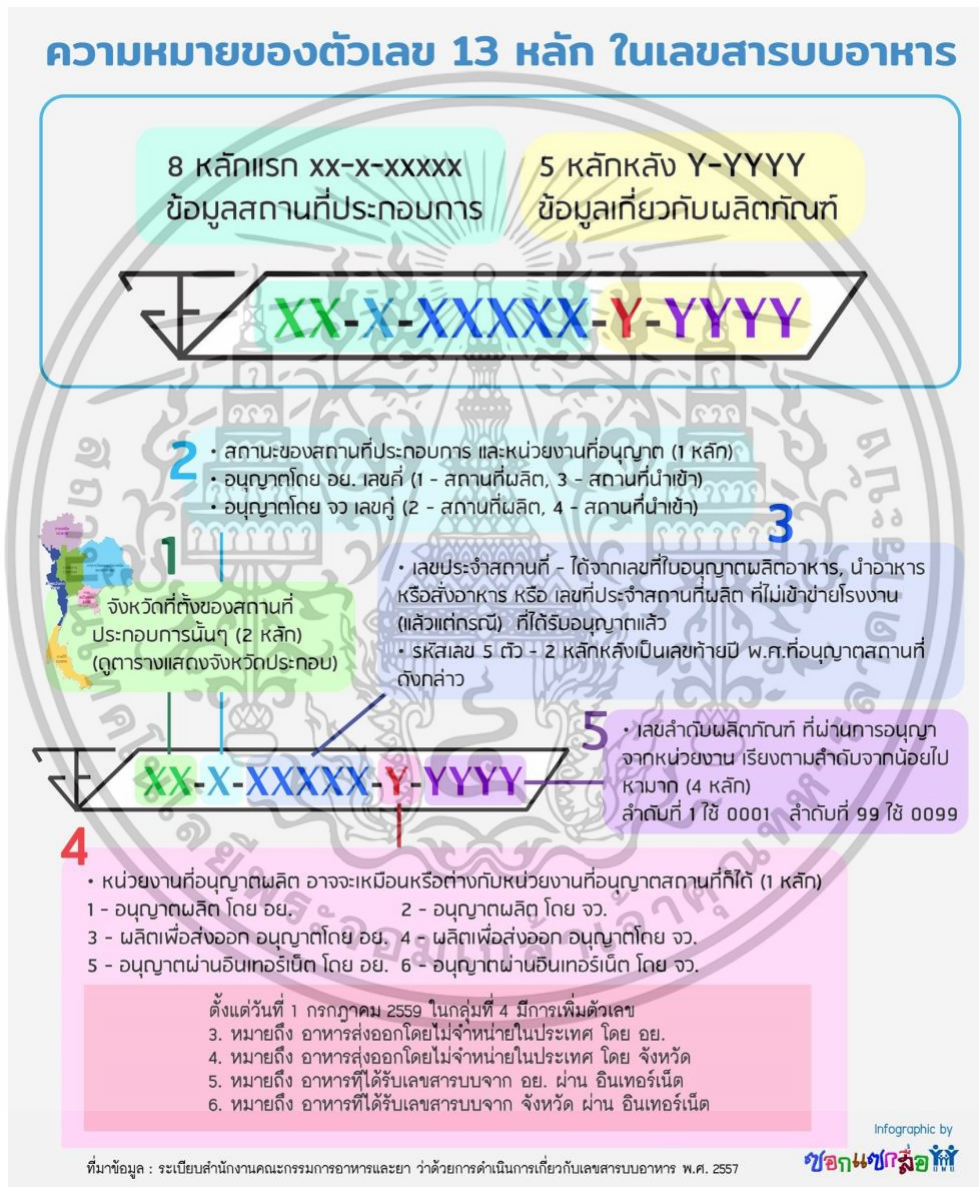 ความหมายของตัวเลข 13 หลัก ในเลขสารบบอาหาร
8 หลักแรก xx-x-xxxxx
ข้อมูลสถานที่ประกอบการ
5 หลักหลัง Y-YYYY
ข้อมูลเกี่ยวกับผลิตภัณฑ์
XX-X-XXXXX-Y-YYYY
2
• สถานะของสถานที่ประกอบการ และหน่วยงานที่อนุญาต (1 หลัก)
• อนุญาตโดย อย. เลขคี่ (1 - สถานที่ผลิต, 3 - สถานที่นำเข้า)
• อนุญาตโดย จว เลขคู่ (2 - สถานที่ผลิต, 4 - สถานที่นำเข้า)
1
จังหวัดที่ตั้งของสถานที่
ประกอบการนั้นๆ (2 หลัก)
(ดูตารางแสดงจังหวัดประกอบ)
3
• เลขประจำสถานที่ - ได้จากเลขที่ใบอนุญาตผลิตอาหาร, นำอาหาร
หรือสั่งอาหาร หรือ เลขที่ประจำสถานที่ผลิต ที่ไม่เข้าข่ายโรงงาน
(แล้วแต่กรณี) ที่ได้รับอนุญาตแล้ว
• รหัสเลข 5 ตัว - 2 หลักหลังเป็นเลขท้ายปี พ.ศ.ที่อนุญาตสถานที่
ดังกล่าว
XX-X-XXXXX-Y-YYYY
5
• เลขลำดับผลิตภัณฑ์ ที่ผ่านการอนุญา
จากหน่วยงาน เรียงตามลำดับจากน้อยไป
หามาก (4 หลัก)
ลำดับที่ 1 ใช้ 0001 ลำดับที่ 99 ใช้ 0099
4
• หน่วยงานที่อนุญาตผลิต อาจจะเหมือนหรือต่างกับหน่วยงานที่อนุญาตสถานที่ก็ได้ (1 หลัก)
1 - อนุญาตผลิต โดย อย. 2 - อนุญาตผลิต โดย จว.
3 - ผลิตเพื่อส่งออก อนุญาตโดย อย. 4 - ผลิตเพื่อส่งออก อนุญาตโดย จว.
5 - อนุญาตผ่านอินเทอร์เน็ต โดย อย. 6 - อนุญาตผ่านอินเทอร์เน็ต โดย จว.
ตั้งแต่วันที่ 1 กรกฎาคม 2559 ในกลุ่มที่ 4 มีการเพิ่มตัวเลข
3. หมายถึง อาหารส่งออกโดยไม่จำหน่ายในประเทศ โดย อย.
4. หมายถึง อาหารส่งออกโดยไม่จำหน่ายในประเทศ โดย จังหวัด
5. หมายถึง อาหารที่ได้รับเลขสารบบจาก อย. ผ่าน อินเทอร์เน็ต
6. หมายถึง อาหารที่ได้รับเลขสารบบจาก จังหวัด ผ่าน อินเทอร์เน็ต
Infographic by
ซอกแซกสื่อ
ที่มาข้อมูล : ระเบียบสำนักงานคณะกรรมการอาหารและยา ว่าด้วยการดำเนินการเกี่ยวกับเลขสารบบอาหาร พ.ศ. 2557